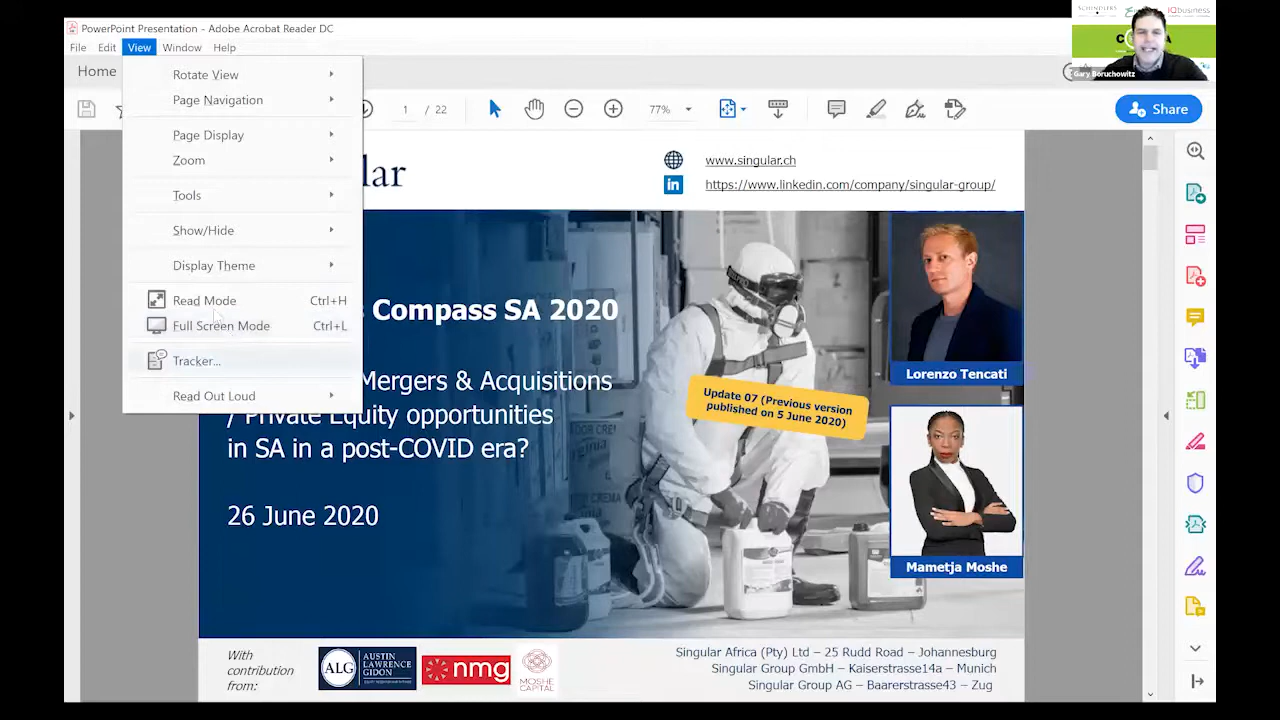 PowerPoint Presentation - Adobe Acrobat Reader DC
File Edit View Window Help
Home
1 / 22
77%
Share
Rotate View
Page Navigation
Page Display
Zoom
Tools
Show/Hide
Display Theme
Read Mode Ctrl+H
Full Screen Mode Ctrl+L
Tracker...
Read Out Loud
SCHINDLERS
IQbusiness
Gary Boruchowitz
lar
www.singular.ch
in
https://www.linkedin.com/company/singular-group/
Compass SA 2020
Mergers & Acquisitions
/ Private Equity opportunities
in SA in a post-COVID era?
26 June 2020
Update 07 (Previous version
published on 5 June 2020)
Lorenzo Tencati
Mametja Moshe
With
contribution
from:
ALG
AUSTIN
LAWRENCE
GIDON
nmg
MOSHE
CAPITAL
Singular Africa (Pty) Ltd – 25 Rudd Road – Johannesburg
Singular Group GmbH – Kaiserstrasse14a – Munich
Singular Group AG – Baarerstrasse43 – Zug